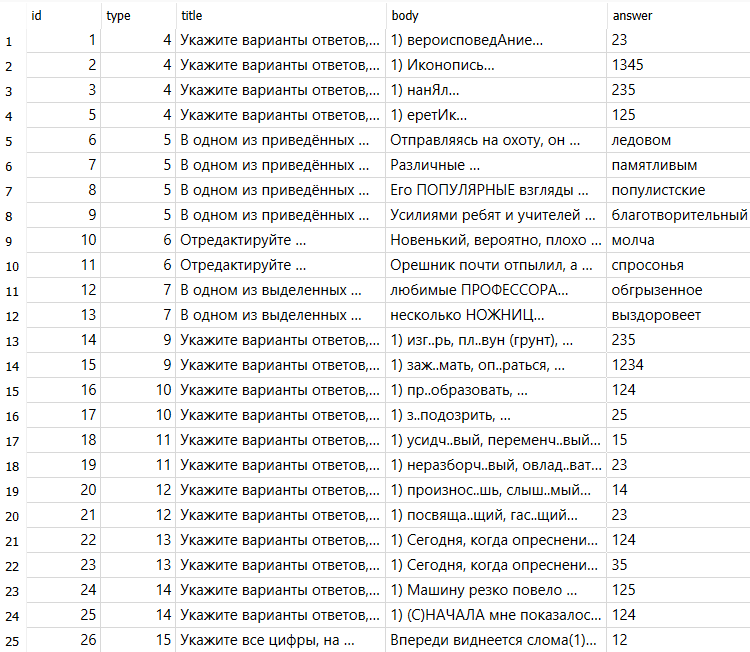 id type title body answer
1 1 4 Укажите варианты ответов,... 1) вероисповедАние... 23
2 2 4 Укажите варианты ответов,... 1) Иконопись... 1345
3 3 4 Укажите варианты ответов,... 1) нанЯл... 235
4 5 4 Укажите варианты ответов,... 1) еретИк... 125
5 6 5 В одном из приведённых ... Отправляясь на охоту, он ... ледовом
6 7 5 В одном из приведённых ... Различные ... памятливым
7 8 5 В одном из приведённых ... Его ПОПУЛЯРНЫЕ взгляды ... популистские
8 9 5 В одном из приведённых ... Усилиями ребят и учителей ... благотворительный
9 10 6 Отредактируйте ... Новенький, вероятно, плохо ... молча
10 11 6 Отредактируйте ... Орешник почти отпылил, а ... спросонья
11 12 7 В одном из выделенных ... любимые ПРОФЕССОРА... обгрызенное
12 13 7 В одном из выделенных ... несколько НОЖНИЦ... выздоровеет
13 14 9 Укажите варианты ответов,... 1) изг..рь, пл..вун (грунт), ... 235
14 15 9 Укажите варианты ответов,... 1) заж..мать, оп..раться, ... 1234
15 16 10 Укажите варианты ответов,... 1) пр..образовать, ... 124
16 17 10 Укажите варианты ответов,... 1) з..подозрить, ... 25
17 18 11 Укажите варианты ответов,... 1) усидч..вый, переменч..вый... 15
18 19 11 Укажите варианты ответов,... 1) неразборч..вый, овлад..ват... 23
19 20 12 Укажите варианты ответов,... 1) произнос..шь, слыш..мый... 14
20 21 12 Укажите варианты ответов,... 1) посвяща..щий, гас..щий... 23
21 22 13 Укажите варианты ответов,... 1) Сегодня, когда опреснени... 124
22 23 13 Укажите варианты ответов,... 1) Сегодня, когда опреснени... 35
23 24 14 Укажите варианты ответов,... 1) Машину резко повело ... 125
24 25 14 Укажите варианты ответов,... 1) (С)НАЧАЛА мне показалос... 124
25 26 15 Укажите все цифры, на ... Впереди виднеется слома(1)... 12